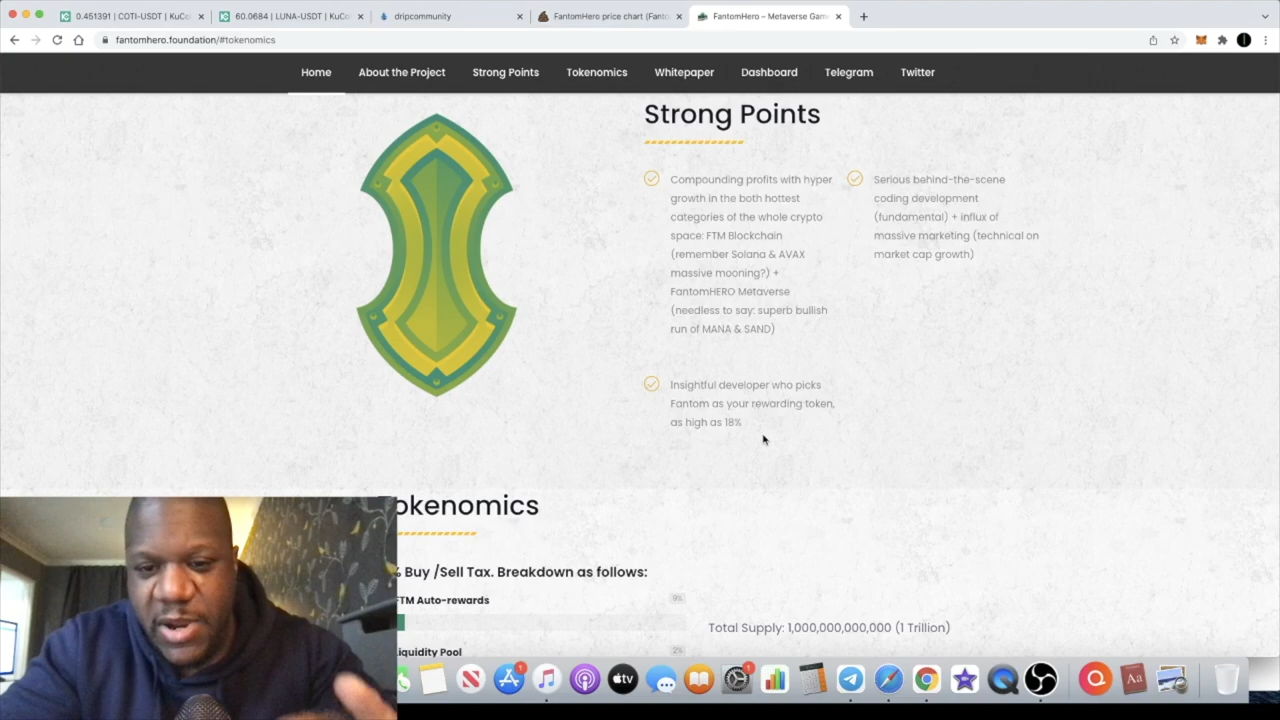 0.451391 | COTI-USDT | KuCo
60.0684 | LUNA-USDT | KuCo
dripcommunity
FantomHero price chart (Fanto
FantomHero – Metaverse Gam
fantomhero.foundation/#tokenomics
Home
About the Project
Strong Points
Tokenomics
Whitepaper
Dashboard
Telegram
Twitter
Strong Points
Compounding profits with hyper
growth in the both hottest
categories of the whole crypto
space: FTM Blockchain
(remember Solana & AVAX
massive mooning?) +
FantomHERO Metaverse
(needless to say: superb bullish
run of MANA & SAND)
Serious behind-the-scene
coding development
(fundamental) + influx of
massive marketing (technical on
market cap growth)
Insightful developer who picks
Fantom as your rewarding token,
as high as 18%
okenomics
% Buy /Sell Tax. Breakdown as follows:
FTM Auto-rewards
9%
Total Supply: 1,000,000,000,000 (1 Trillion)
iquidity Pool
2%
1
tv
1
Aa